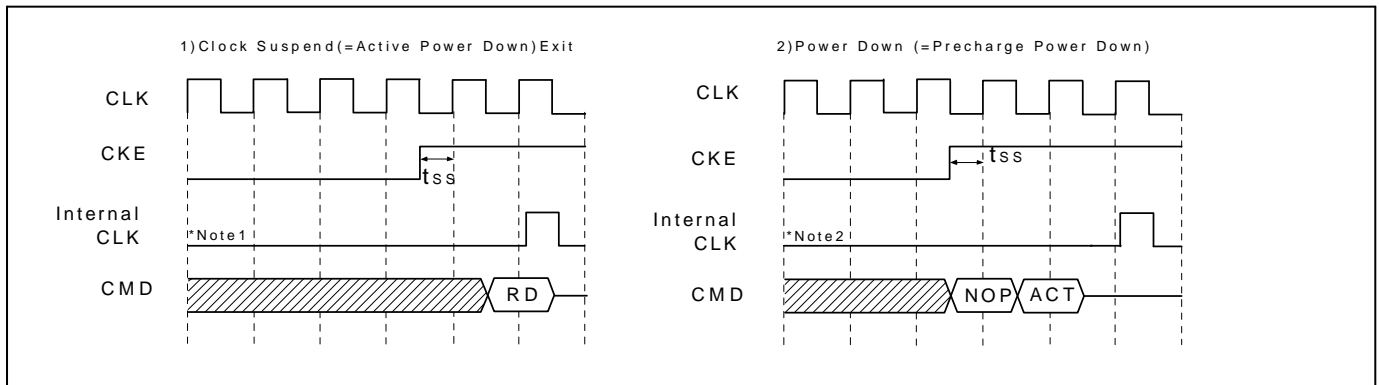 1)Clock Suspend(=Active Power Down)Exit
CLK
CKE
tss
Internal
CLK
*Note1
CMD
RD
2)Power Down (=Precharge Power Down)
CLK
CKE
tss
Internal
CLK
*Note2
CMD
NOP
ACT